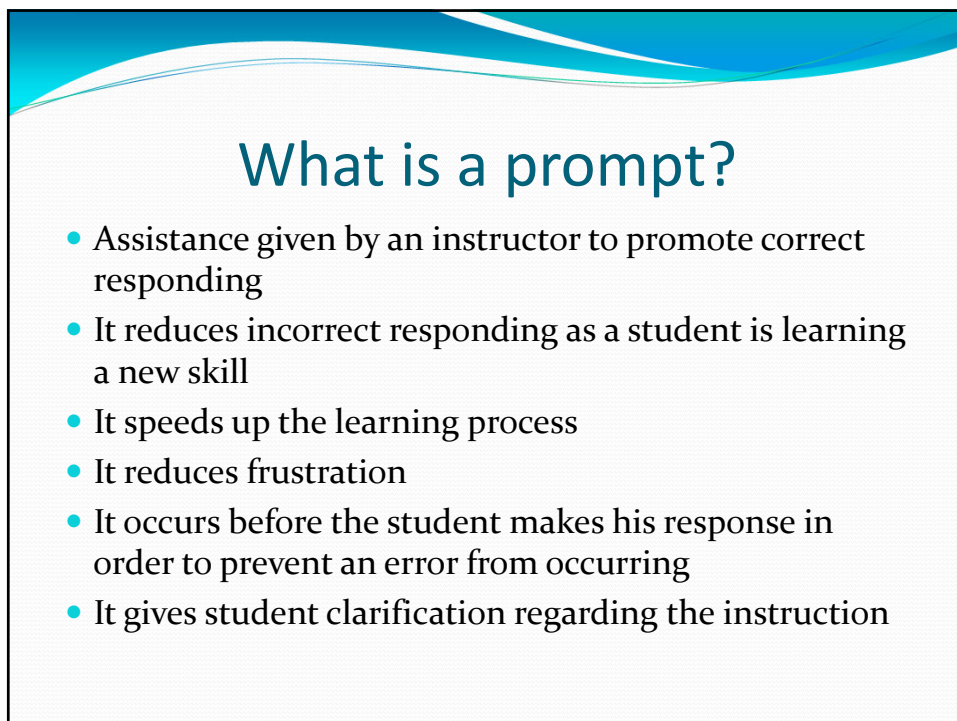 What is a prompt?
• Assistance given by an instructor to promote correct
responding
• It reduces incorrect responding as a student is learning
a new skill
• It speeds up the learning process
• It reduces frustration
• It occurs before the student makes his response in
order to prevent an error from occurring
• It gives student clarification regarding the instruction